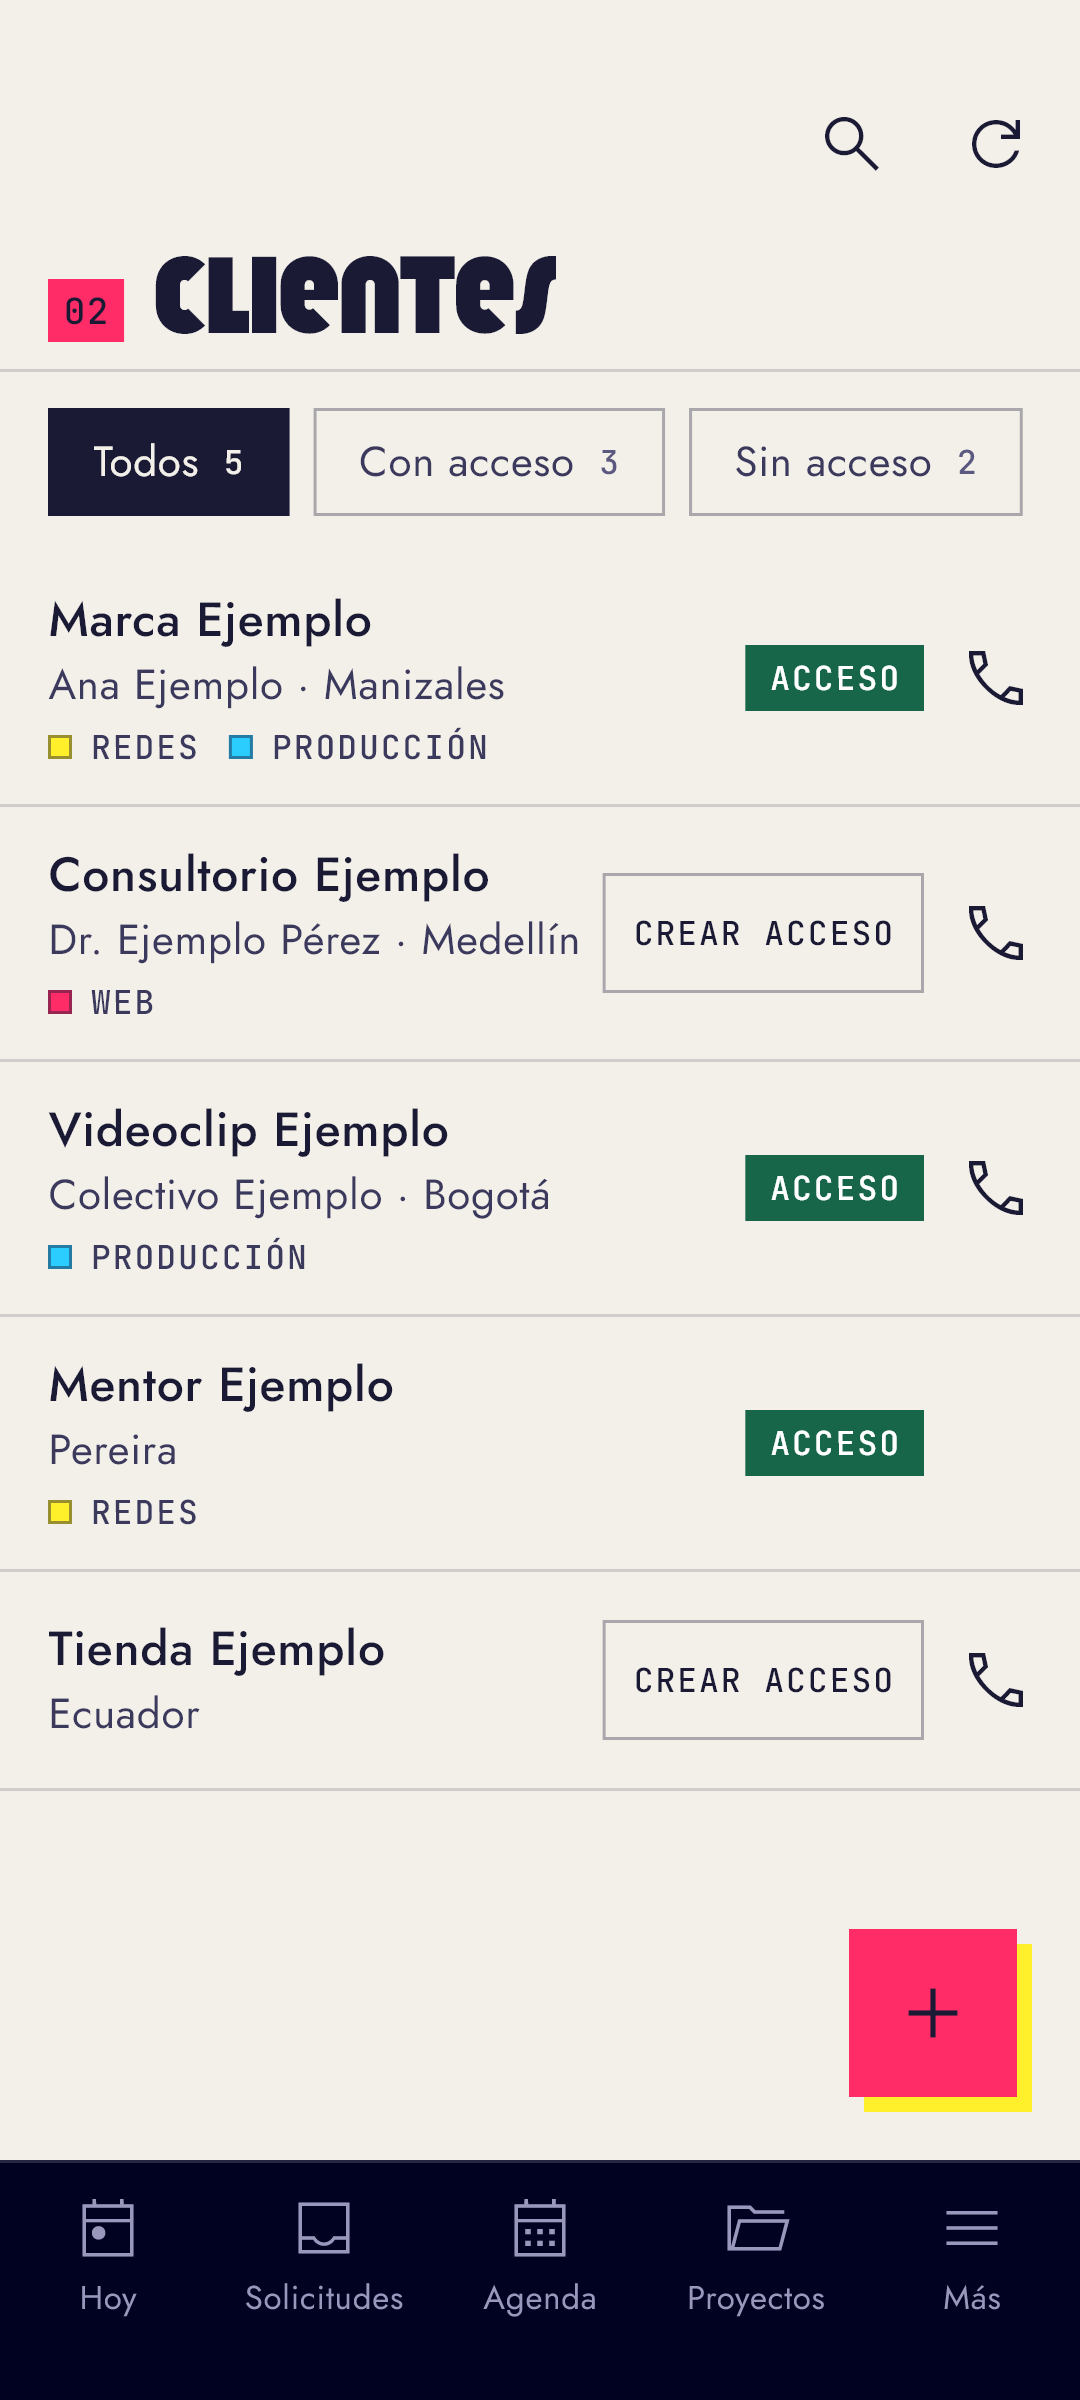 02 Clientes
Todos 5 Con acceso 3 Sin acceso 2
Marca Ejemplo
Ana Ejemplo · Manizales
ACCESO
REDES PRODUCCIÓN
Consultorio Ejemplo
Dr. Ejemplo Pérez · Medellín
CREAR ACCESO
WEB
Videoclip Ejemplo
Colectivo Ejemplo · Bogotá
ACCESO
PRODUCCIÓN
Mentor Ejemplo
Pereira
ACCESO
REDES
Tienda Ejemplo
Ecuador
CREAR ACCESO
Hoy Solicitudes Agenda Proyectos Más